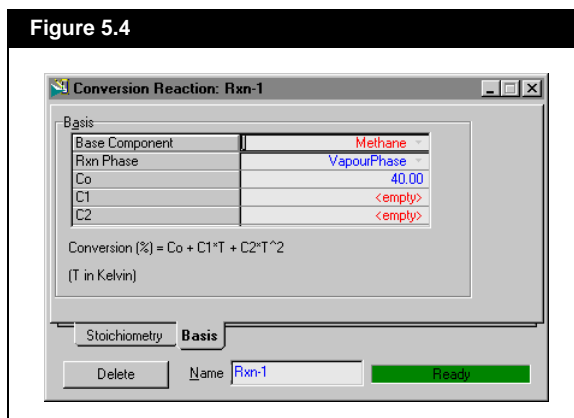 Figure 5.4
Conversion Reaction: Rxn-1
Basis
Base Component Methane
Rxn Phase VapourPhase
Co 40.00
C1 <empty>
C2 <empty>
Conversion (%) = Co + C1*T + C2*T^2
(T in Kelvin)
Stoichiometry Basis
Delete Name Rxn-1 Ready